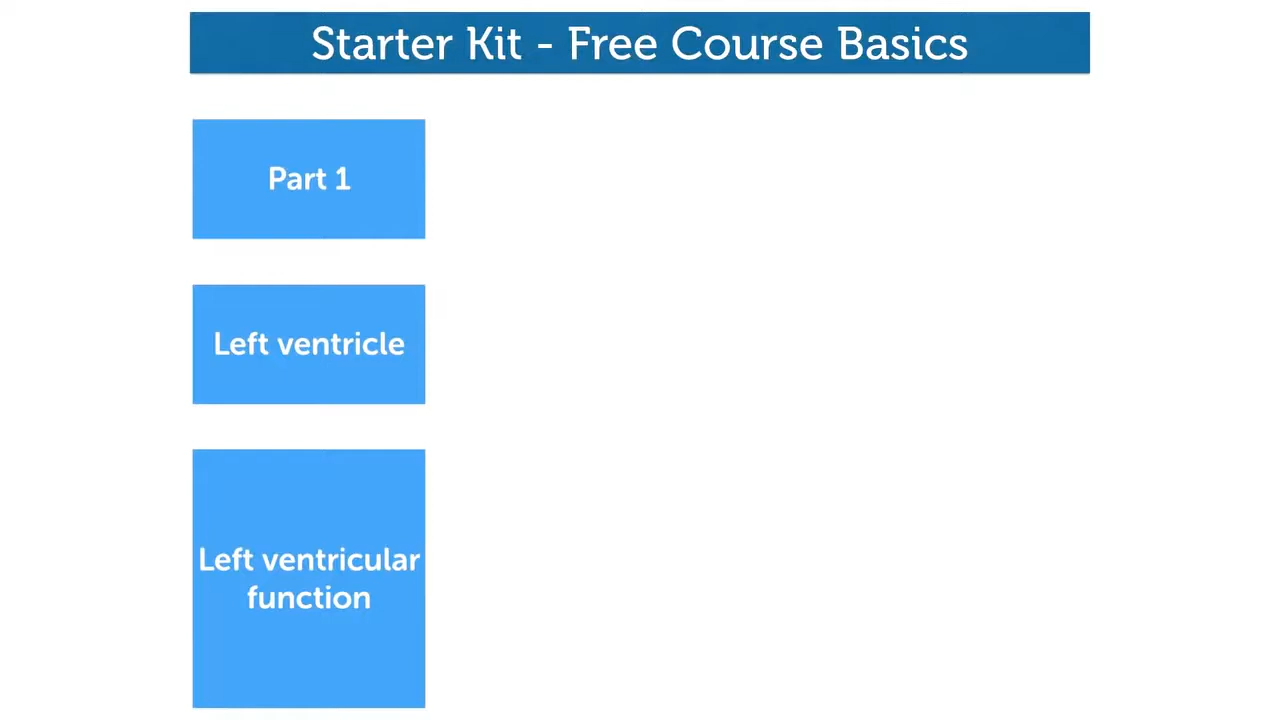 Starter Kit - Free Course Basics
Part 1
Left ventricle
Left ventricular
function